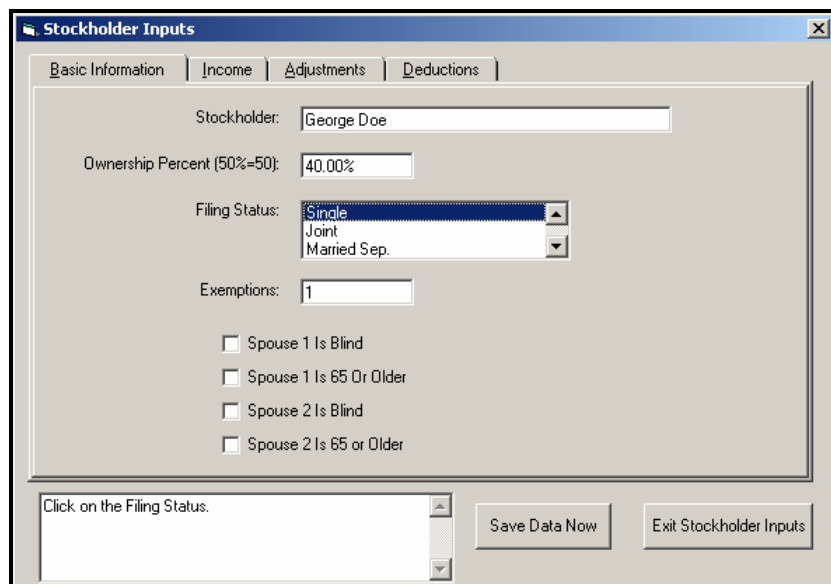 Stockholder Inputs
Basic Information Income Adjustments Deductions
Stockholder: George Doe
Ownership Percent (50%=50): 40.00%
Filing Status: Single
Joint
Married Sep.
Exemptions: 1
Spouse 1 Is Blind
Spouse 1 Is 65 Or Older
Spouse 2 Is Blind
Spouse 2 Is 65 or Older
Click on the Filing Status.
Save Data Now Exit Stockholder Inputs